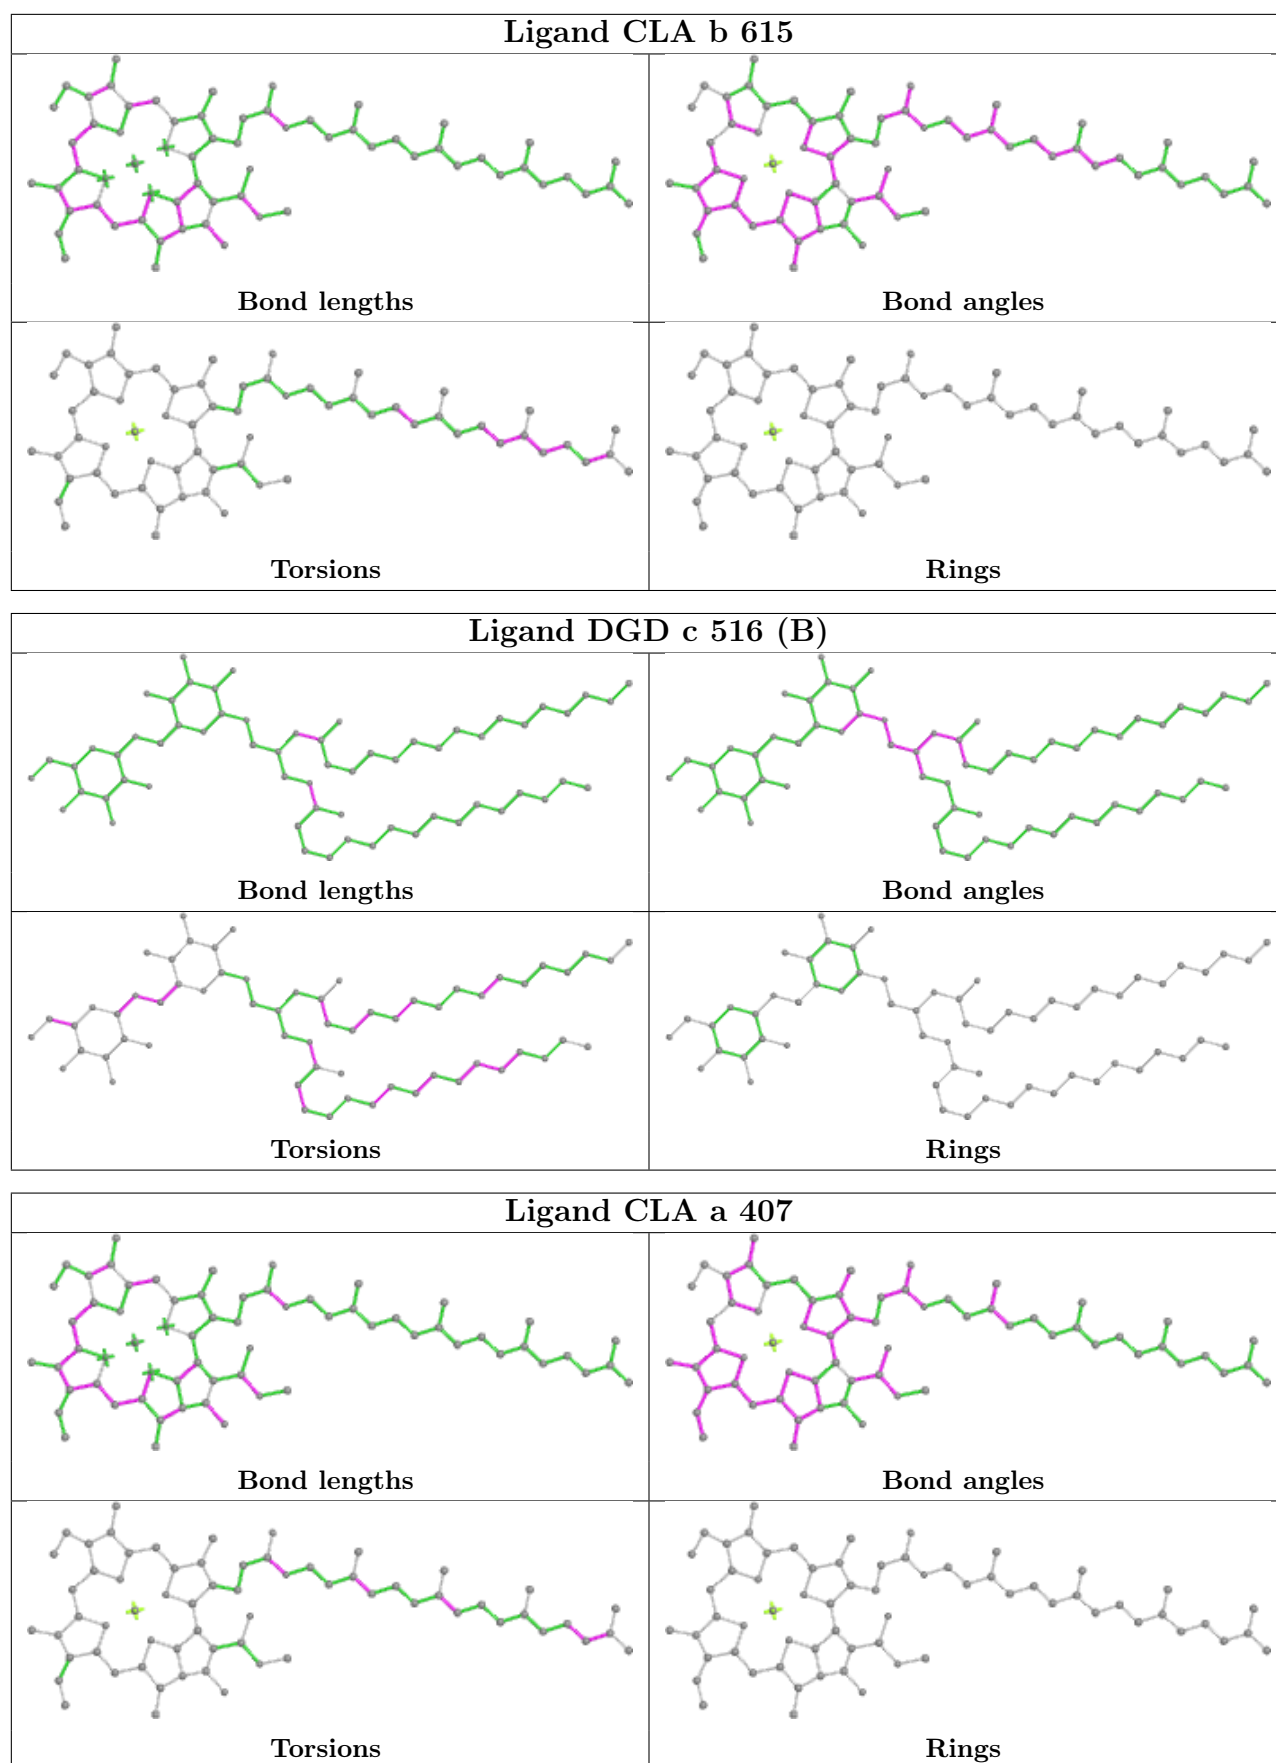 Ligand CLA b 615
Bond lengths
Bond angles
Torsions
Rings
Ligand DGD c 516 (B)
Bond lengths
Bond angles
Torsions
Rings
Ligand CLA a 407
Bond lengths
Bond angles
Torsions
Rings